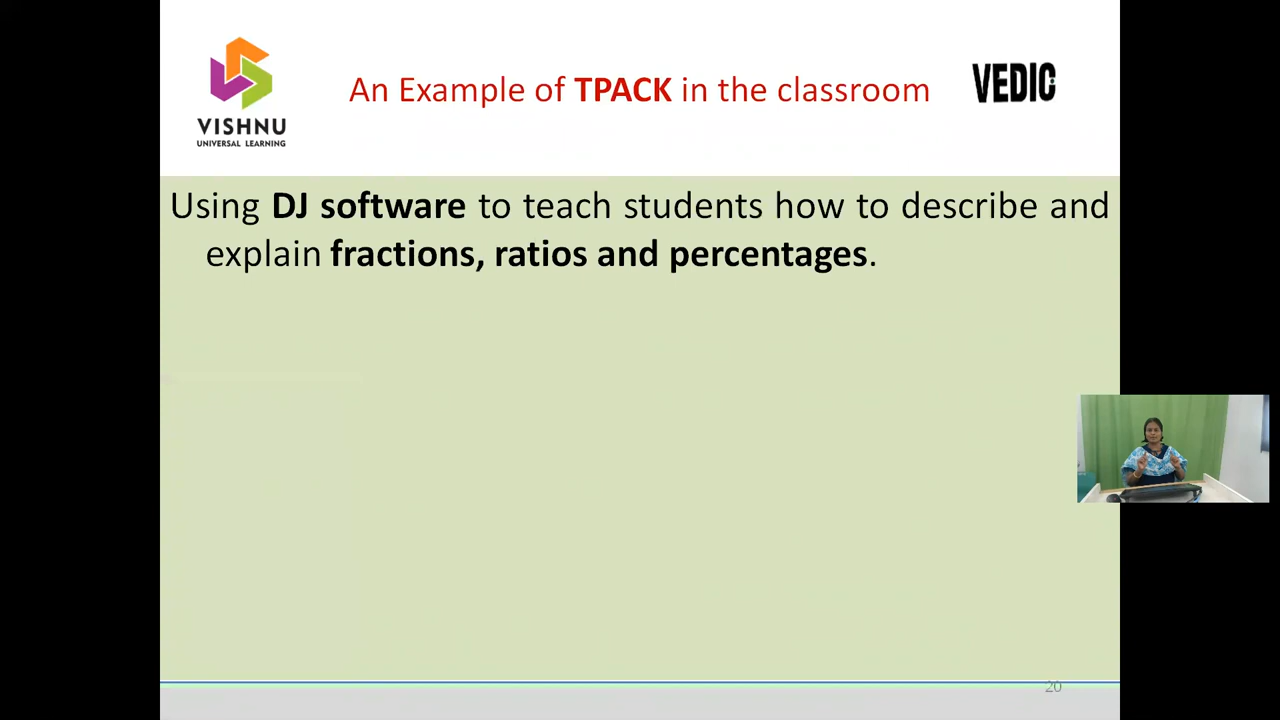 VISHNU
UNIVERSAL LEARNING
An Example of TPACK in the classroom
VEDIC
Using DJ software to teach students how to describe and
explain fractions, ratios and percentages.
20